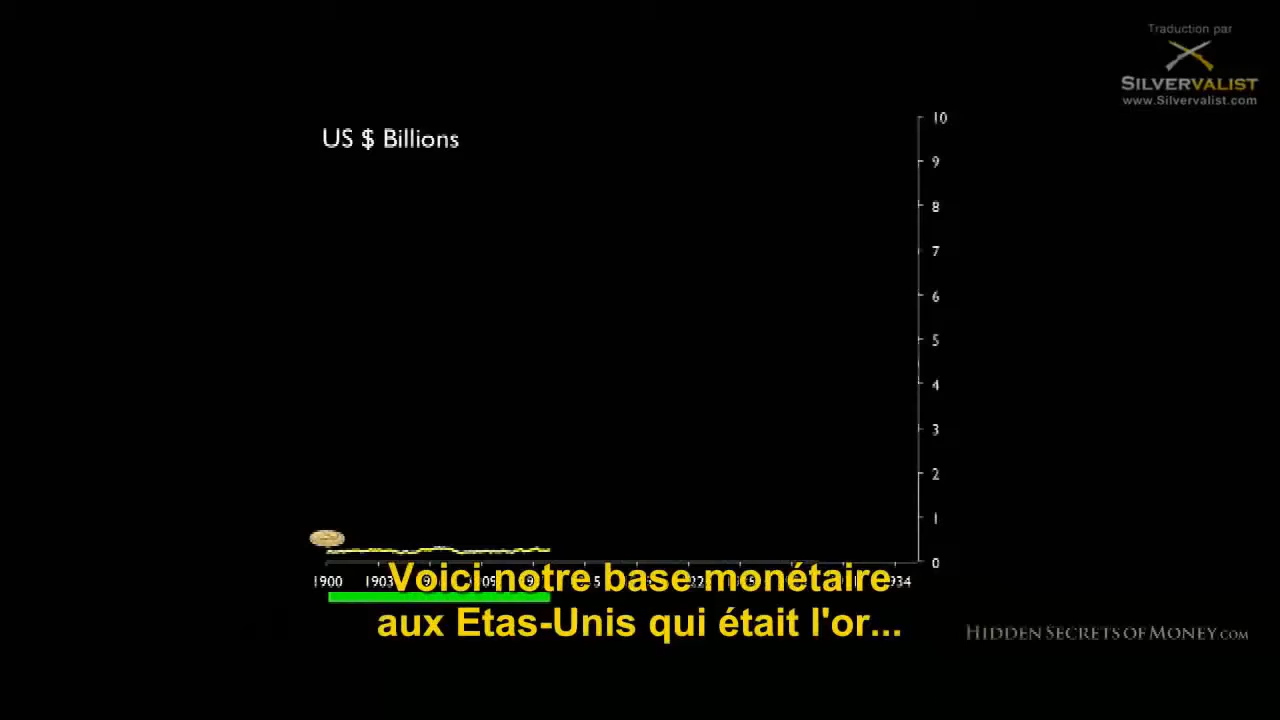 Traduction par
SILVERVALIST
www.Silvervalist.com
US $ Billions
10
9
8
7
6
5
4
3
2
1
0
1900 1903
Voici notre base monétaire
aux Etas-Unis qui était l'or...
HIDDEN SECRETS OF MONEY.COM